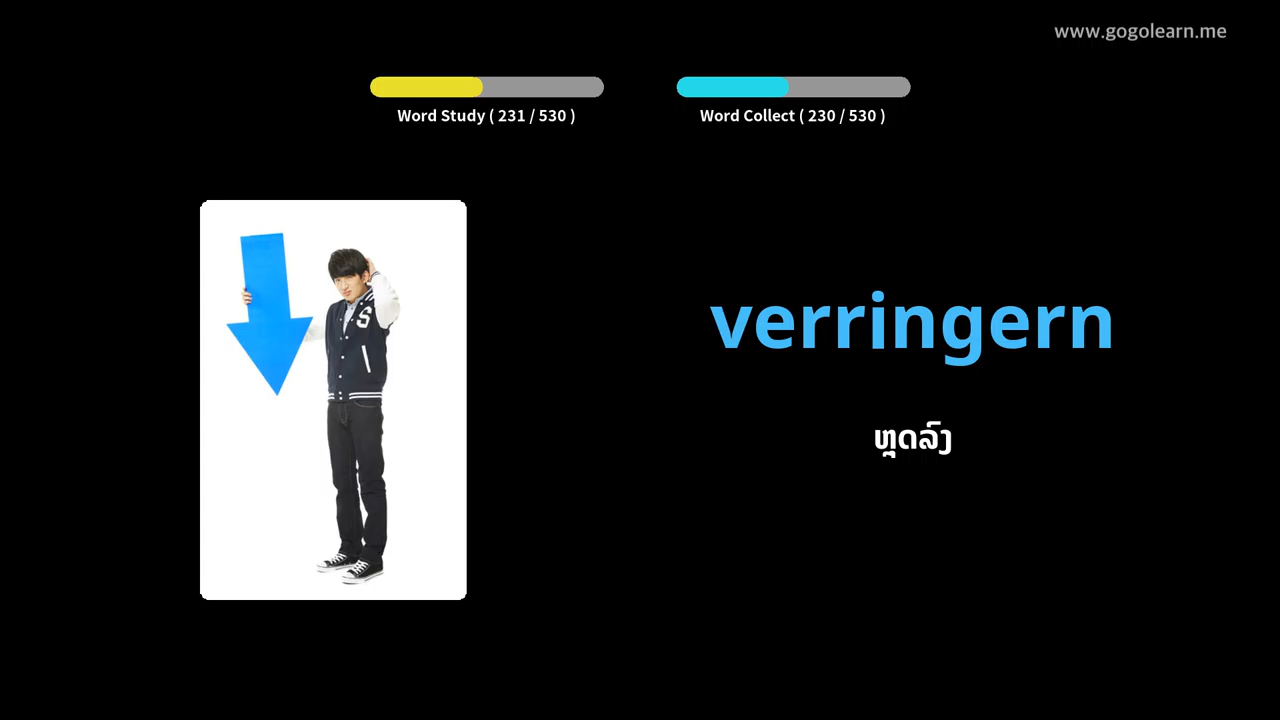 www.gogolearn.me
Word Study ( 231 / 530 )
Word Collect ( 230 / 530 )
S
verringern
ຫຼຸດລົງ